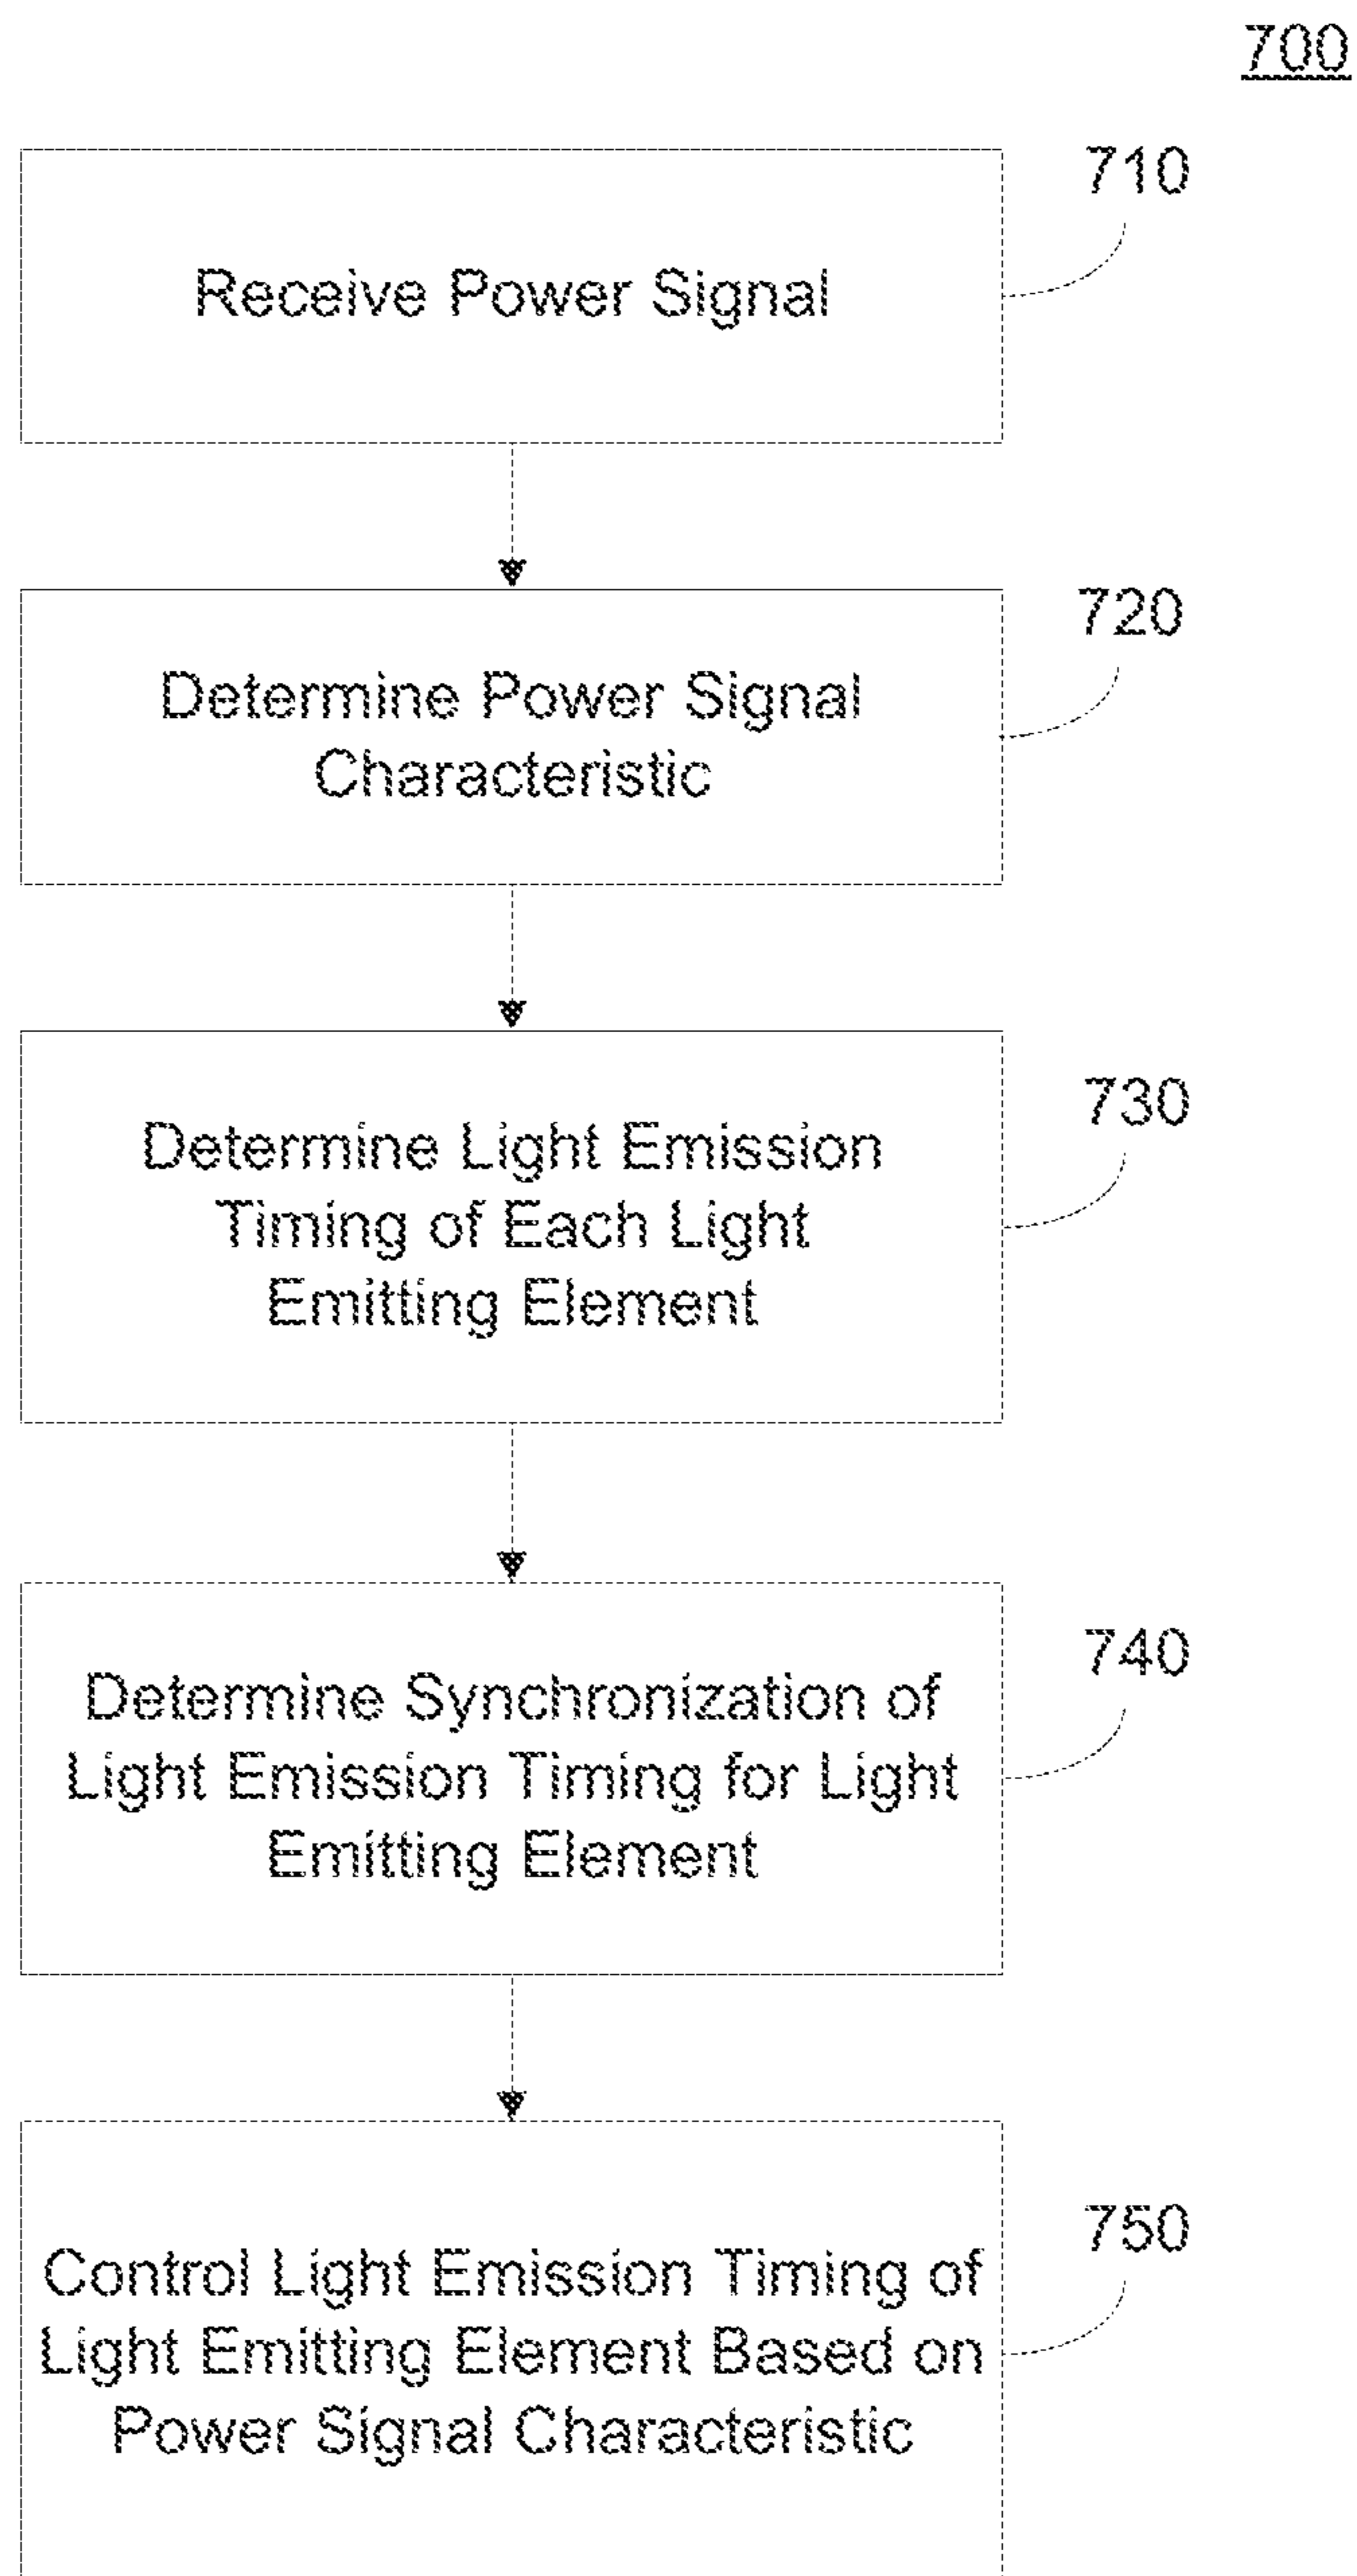 700
710
Receive Power Signal
720
Determine Power Signal
Characteristic
730
Determine Light Emission
Timing of Each Light
Emitting Element
740
Determine Synchronization of
Light Emission Timing for Light
Emitting Element
750
Control Light Emission Timing of
Light Emitting Element Based on
Power Signal Characteristic